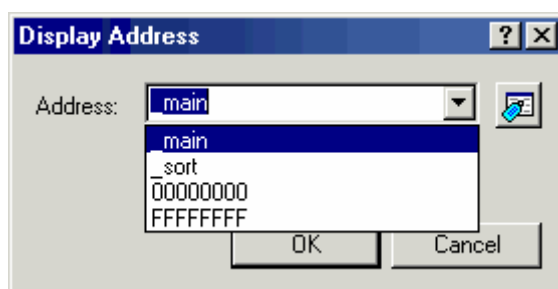 Display Address
Address: _main
_main
_sort
00000000
FFFFFFFF
OK Cancel